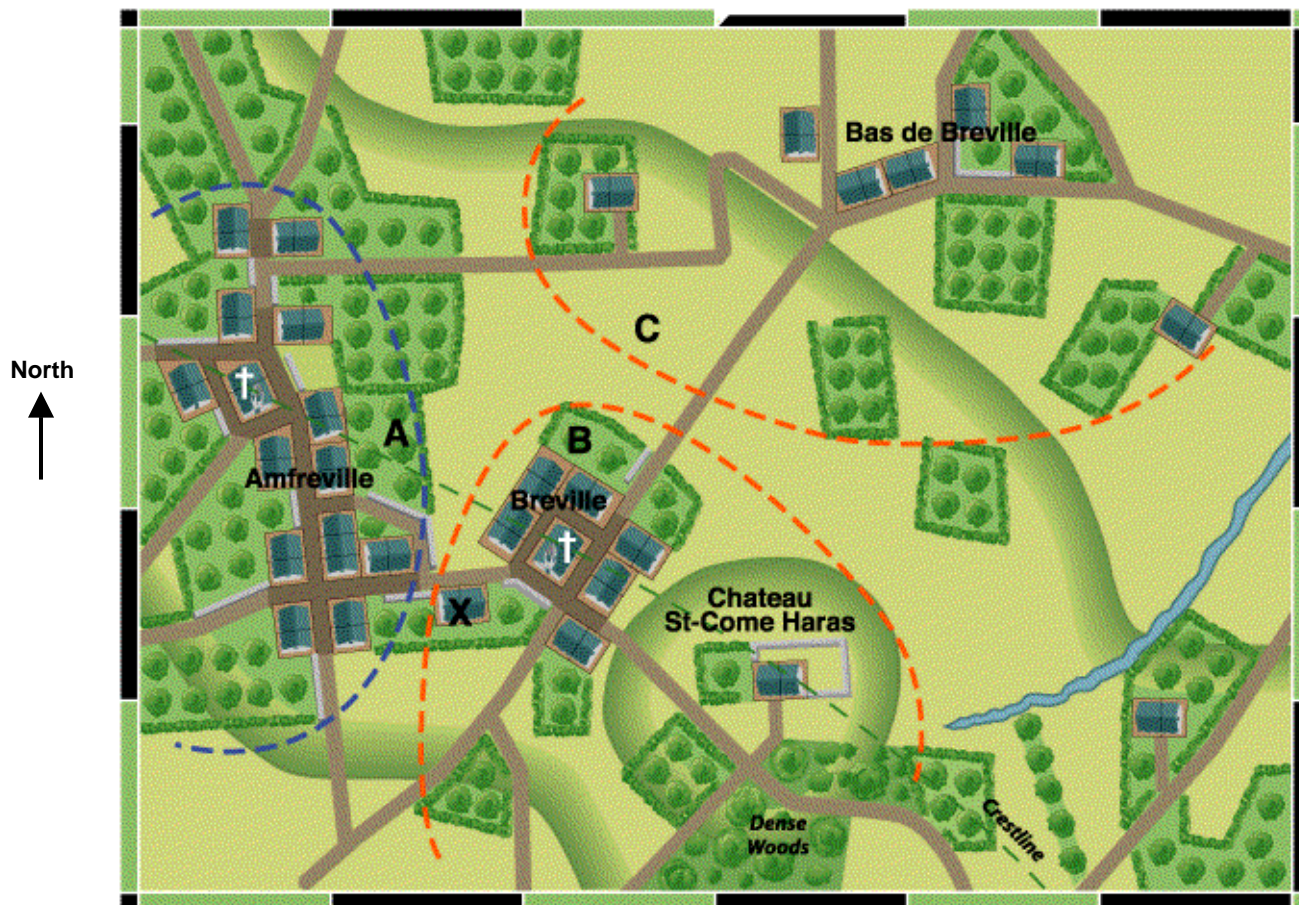 Bas de Breville
C
North
A
B
Amfreville
Breville
X
Chateau
St-Come Haras
Crestline
Dense
Woods